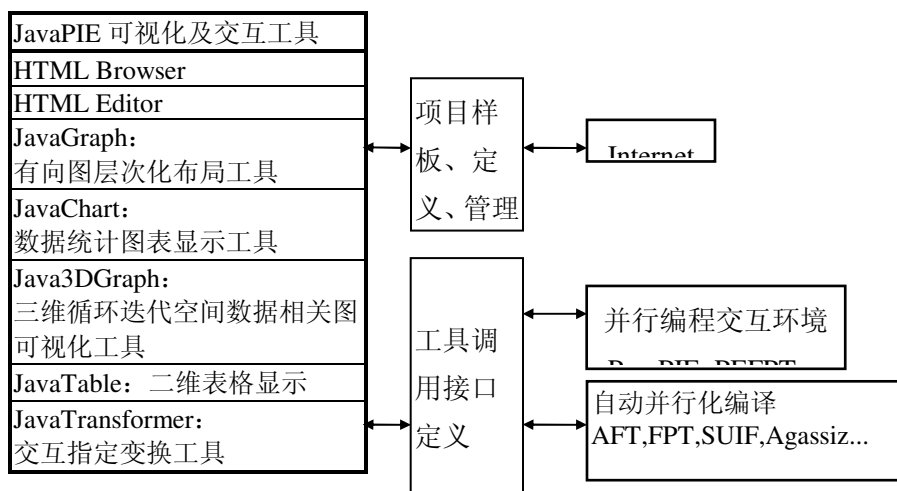 JavaPIE 可视化及交互工具
HTML Browser
HTML Editor
JavaGraph：
有向图层次化布局工具
JavaChart：
数据统计图表显示工具
Java3DGraph：
三维循环迭代空间数据相关图
可视化工具
JavaTable：二维表格显示
JavaTransformer：
交互指定变换工具
项目样
板、定
义、管理
Internet
工具调
用接口
定义
并行编程交互环境
自动并行化编译
AFT,FPT,SUIF,Agassiz...